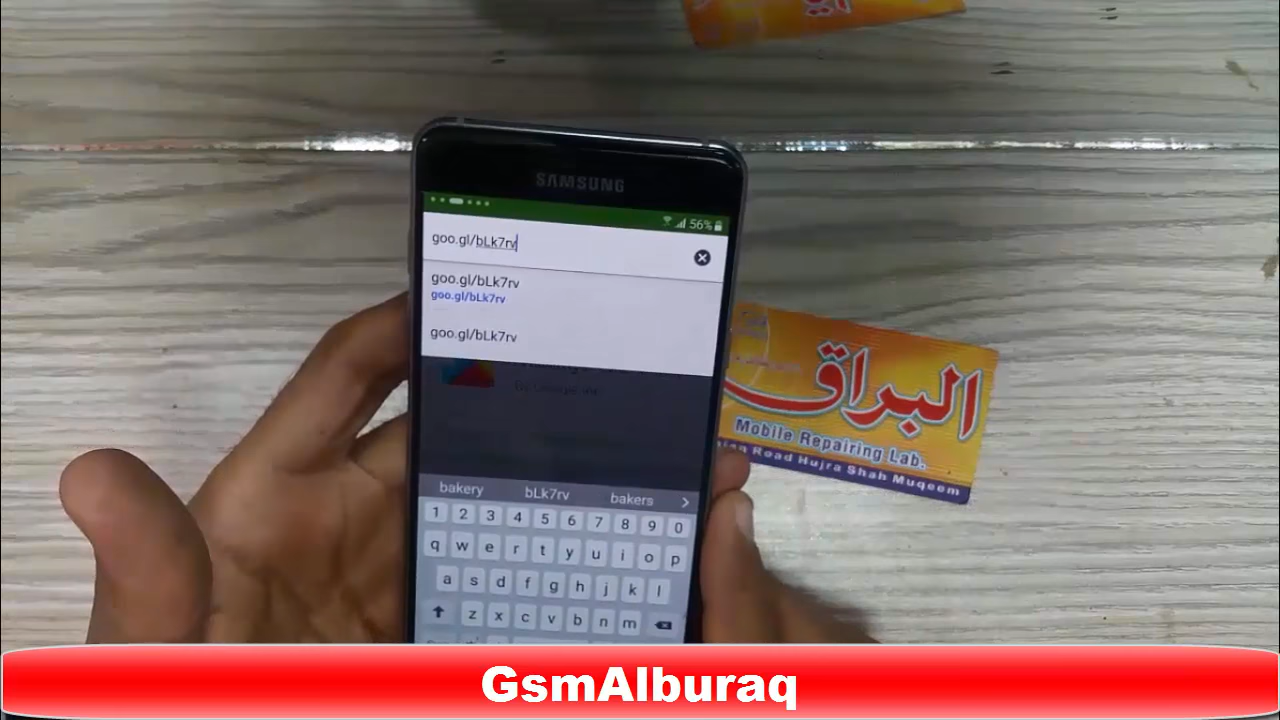 SAMSUNG
56%
goo.gl/bLk7rv
goo.gl/bLk7rv
goo.gl/bLk7rv
goo.gl/bLk7rv
bakery bLk7rv bakers >
1 2 3 4 5 6 7 8 9 0
q w e r t y u i o p
a s d f g h j k l
z x c v b n m
البراق
Mobile Repairing Lab.
Road Hujra Shah Muqeem
GsmAlburaq